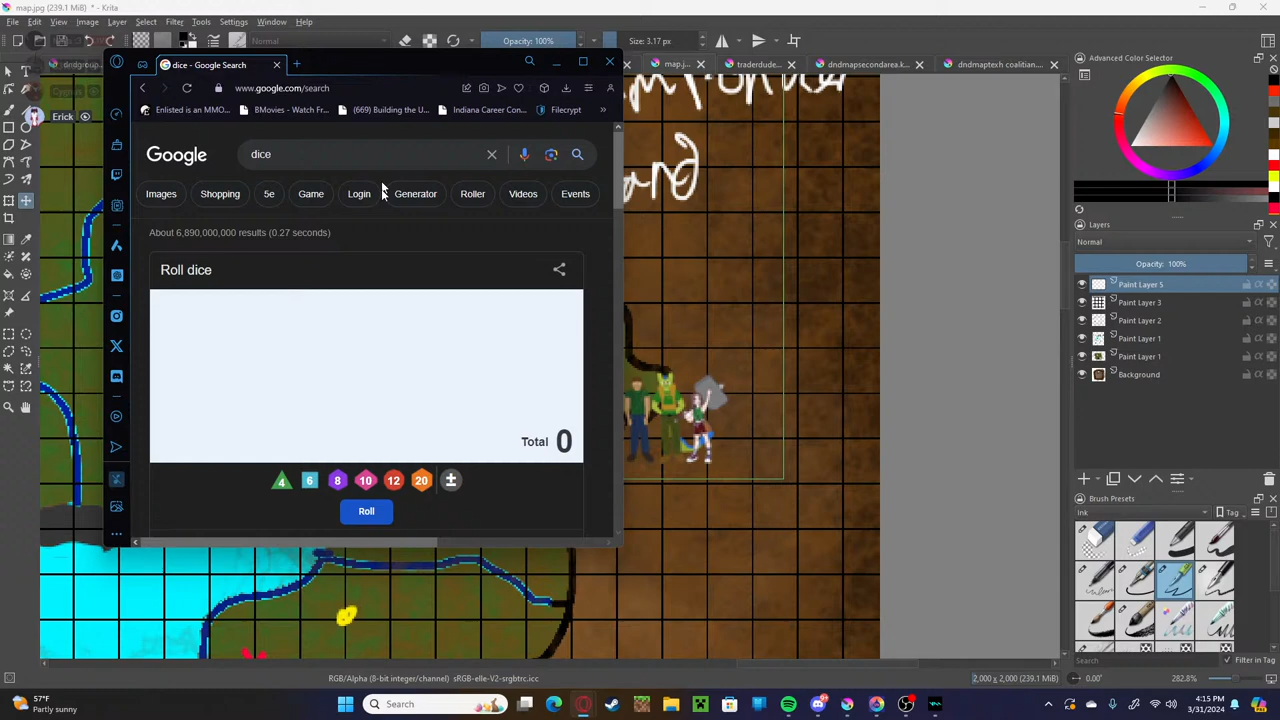 map.jpg (239.1 MiB) * - Krita
File Edit View Image Layer Select Filter Tools Settings Window Help
Normal
Opacity: 100%
Size: 3.17 px
dice - Google Search
map.j...
traderdude...
dndmapsecondarea.k...
dndmaptexh coalition....
Cygnus
Erick
www.google.com/search
Enlisted is an MMO...
BMovies - Watch Fr...
(669) Building the U...
Indiana Career Con...
Filecrypt
Google
dice
Images
Shopping
5e
Game
Login
Generator
Roller
Videos
Events
About 6,890,000,000 results (0.27 seconds)
Roll dice
Total 0
4
6
8
10
12
20
Roll
Advanced Color Selector
Layers
Normal
Opacity: 100%
Paint Layer 5
Paint Layer 3
Paint Layer 2
Paint Layer 1
Paint Layer 1
Background
Brush Presets
Ink
Tag
Search
Filter in Tag
RGB/Alpha (8-bit integer/channel) sRGB-elle-V2-srgbtrc.icc
2,000 x 2,000 (239.1 MiB)
0.00°
282.8%
57°F
Partly sunny
Search
4:15 PM
3/31/2024